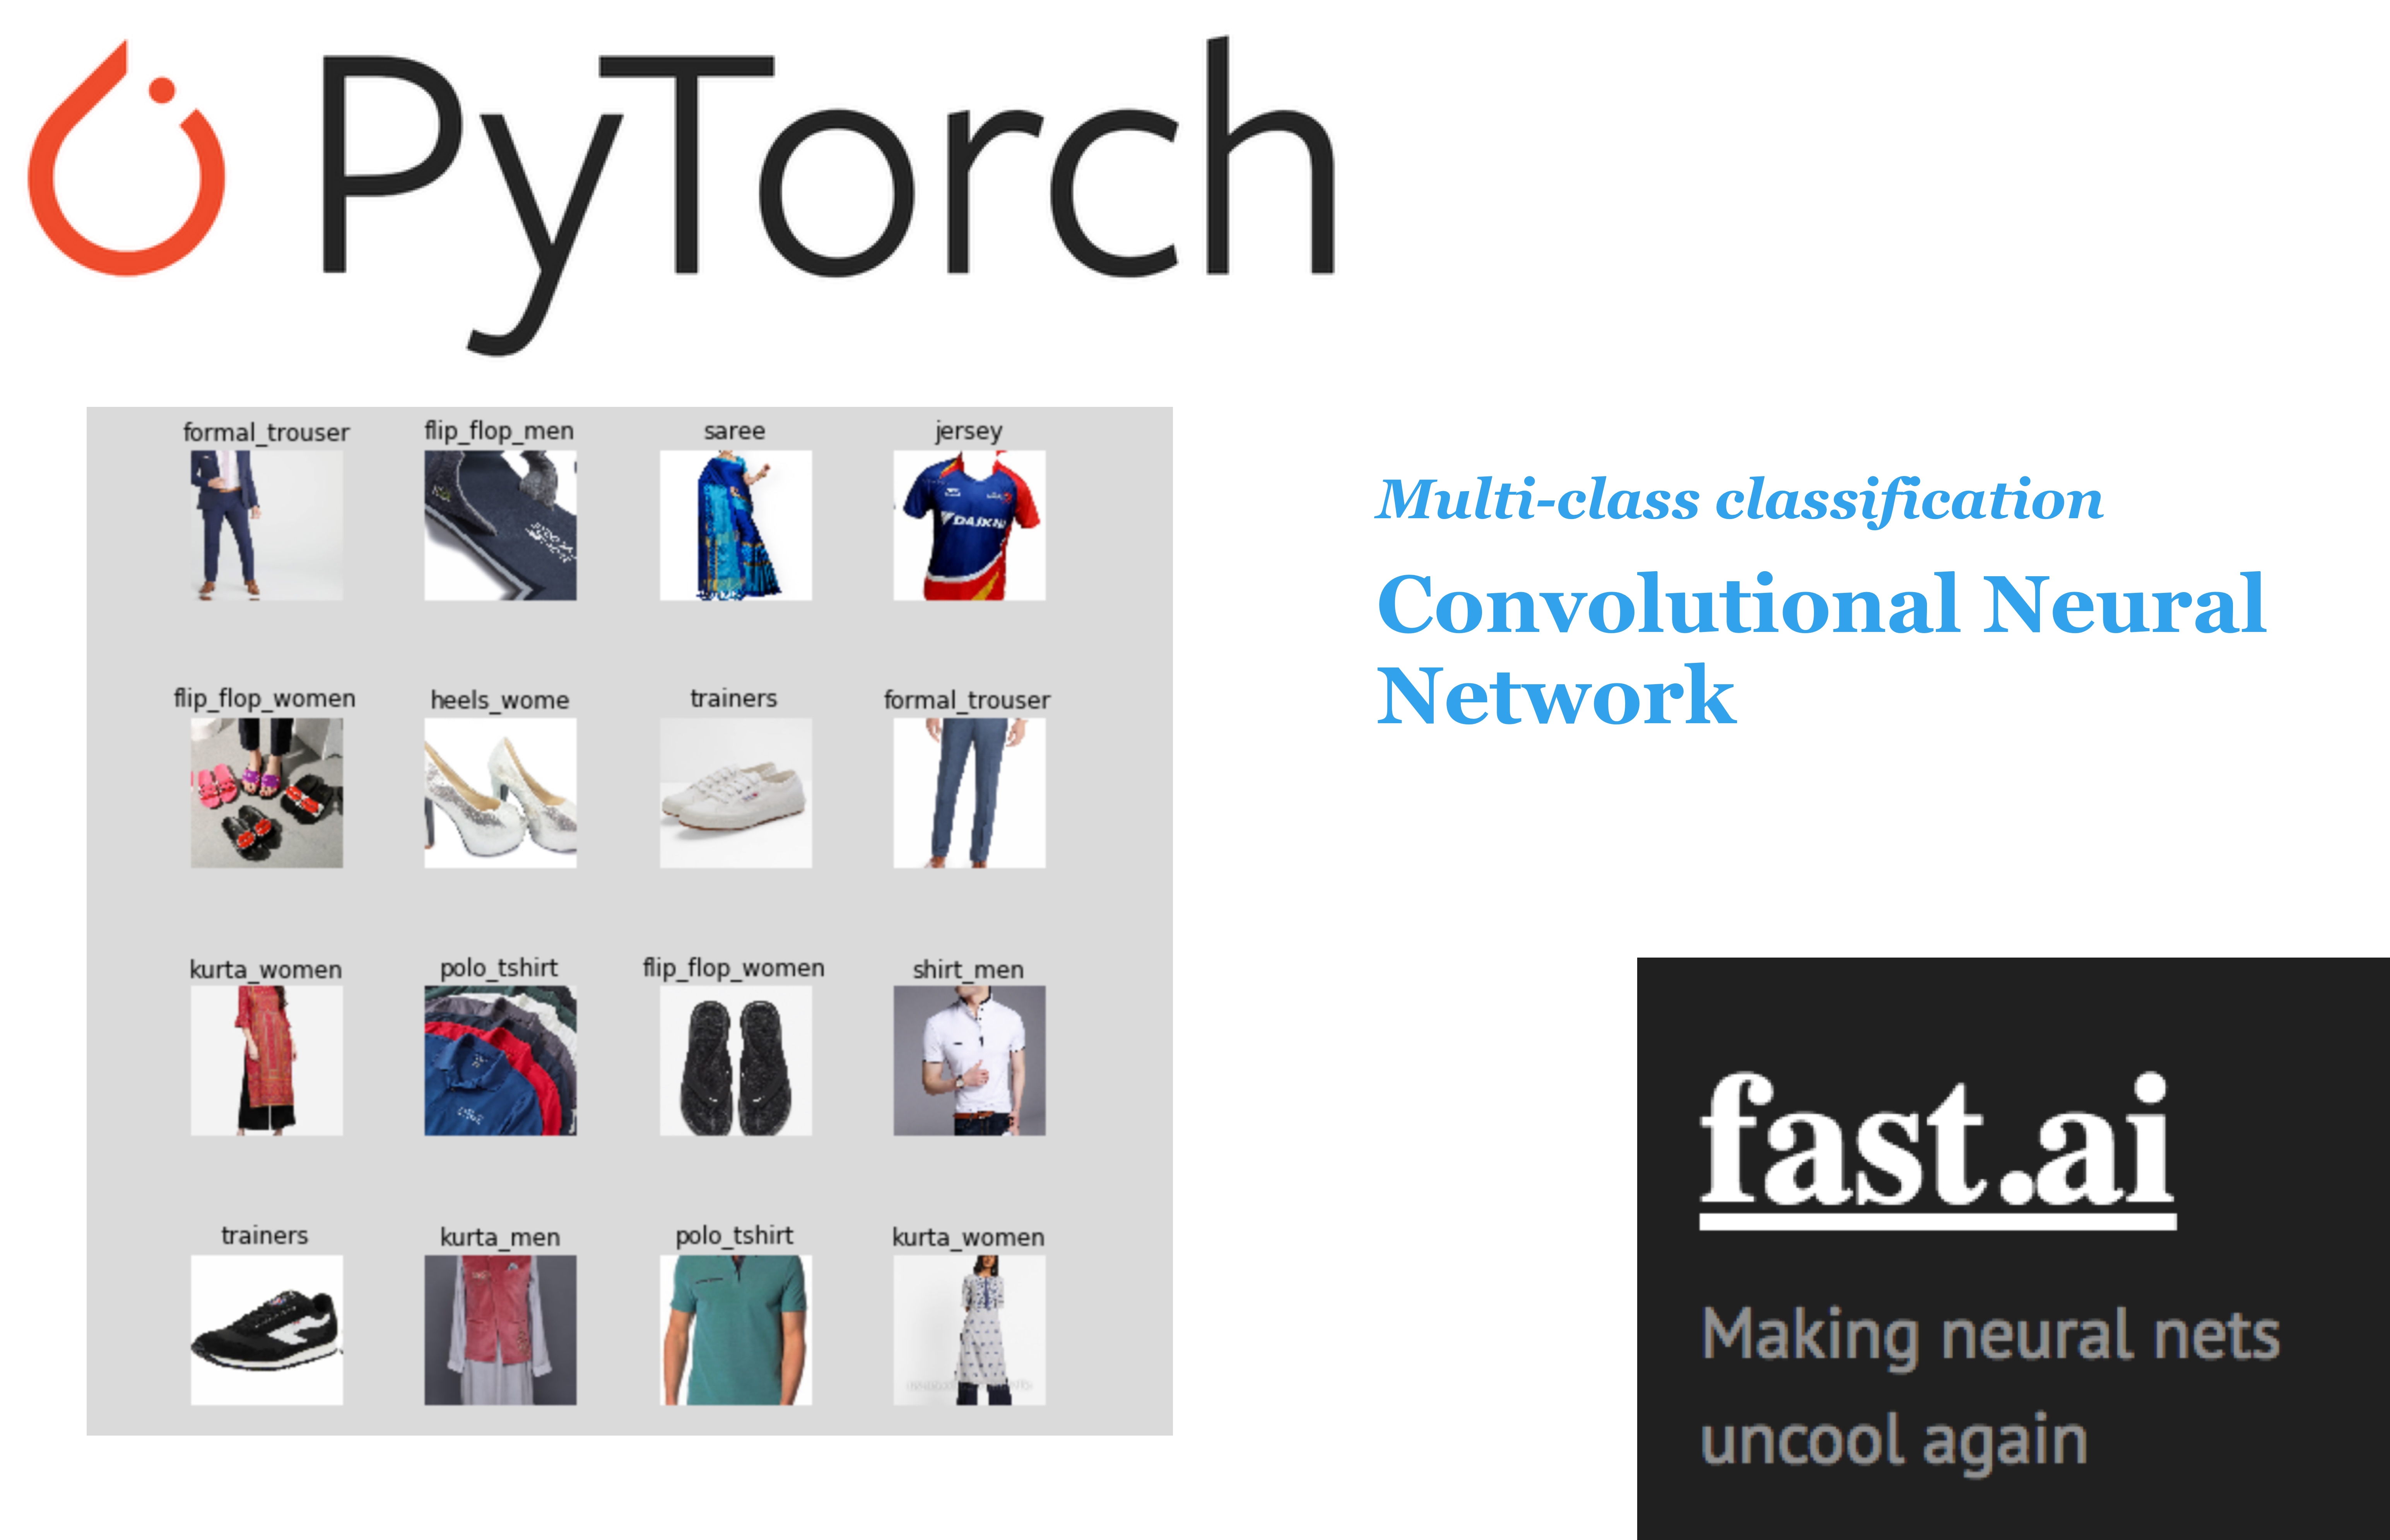 PyTorch
formal_trouser
flip_flop_men
saree
jersey
DAIKIN
flip_flop_women
heels_wome
trainers
formal_trouser
kurta_women
polo_tshirt
flip_flop_women
shirt_men
trainers
kurta_men
polo_tshirt
kurta_women
Multi-class classification
Convolutional Neural
Network
fast.ai
Making neural nets
uncool again